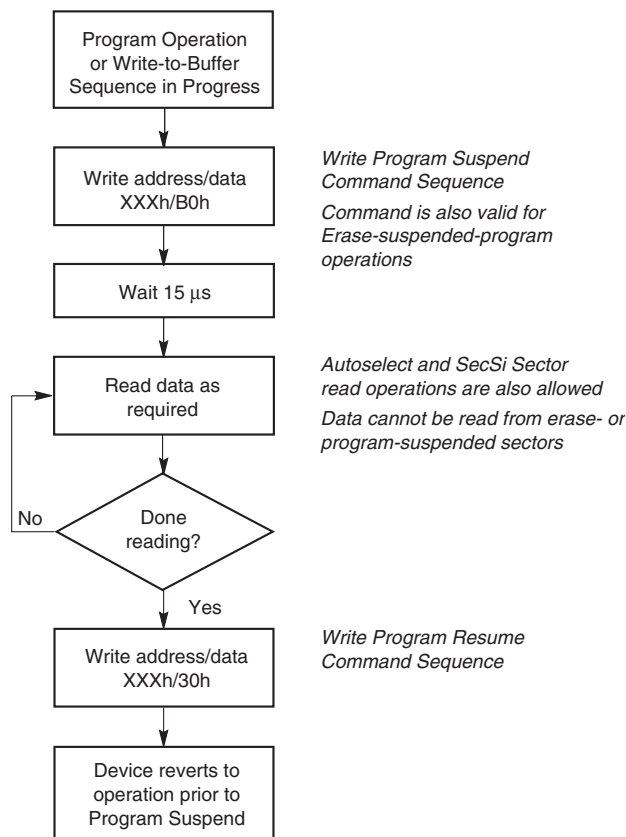 Program Operation
or Write-to-Buffer
Sequence in Progress
Write address/data
XXXh/B0h
Write Program Suspend
Command Sequence
Command is also valid for
Erase-suspended-program
operations
Wait 15 μs
Read data as
required
Autoselect and SecSi Sector
read operations are also allowed
Data cannot be read from erase- or
program-suspended sectors
No
Done
reading?
Yes
Write address/data
XXXh/30h
Write Program Resume
Command Sequence
Device reverts to
operation prior to
Program Suspend